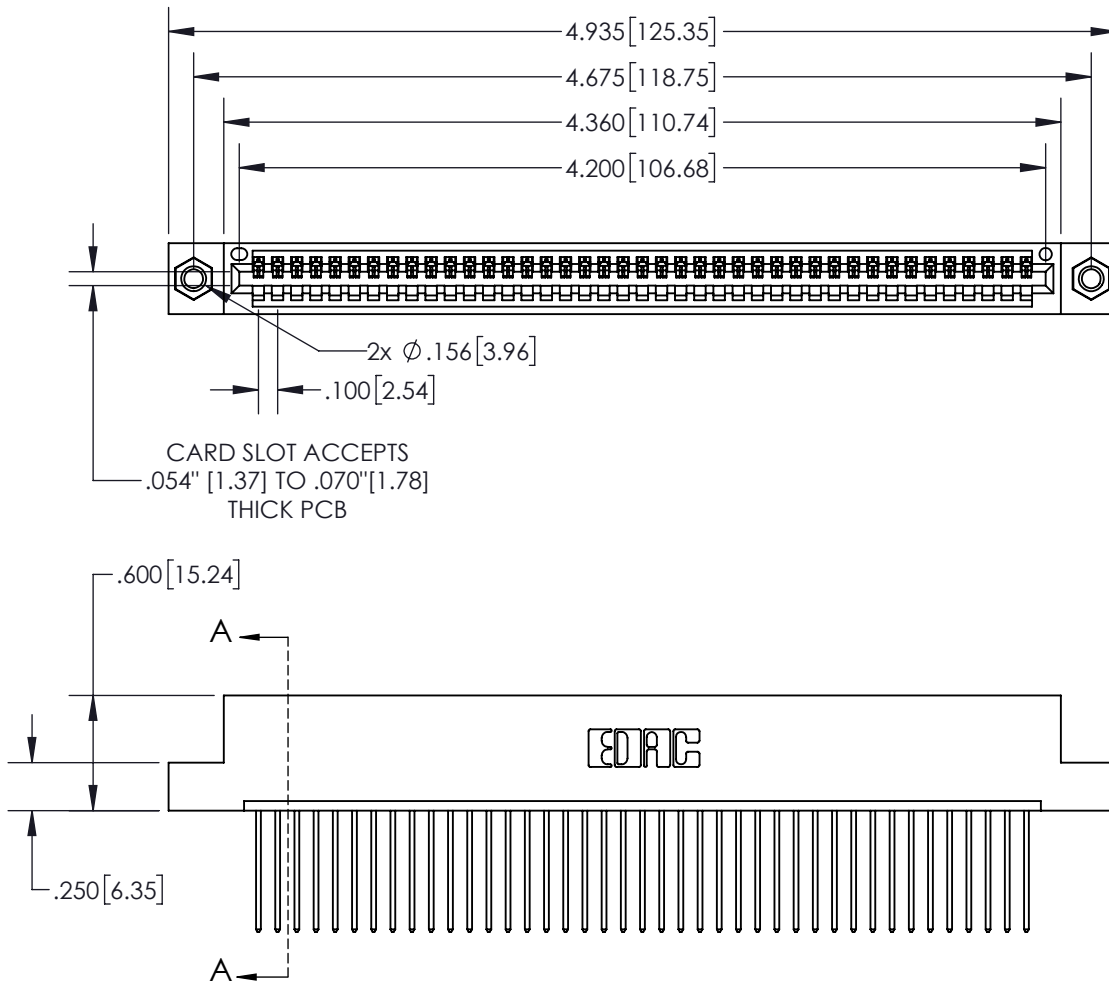 4.935[125.35]
4.675[118.75]
4.360[110.74]
4.200[106.68]
2x Ø.156[3.96]
.100[2.54]
CARD SLOT ACCEPTS
.054" [1.37] TO .070"[1.78]
THICK PCB
.600[15.24]
A
EDAC
.250[6.35]
A